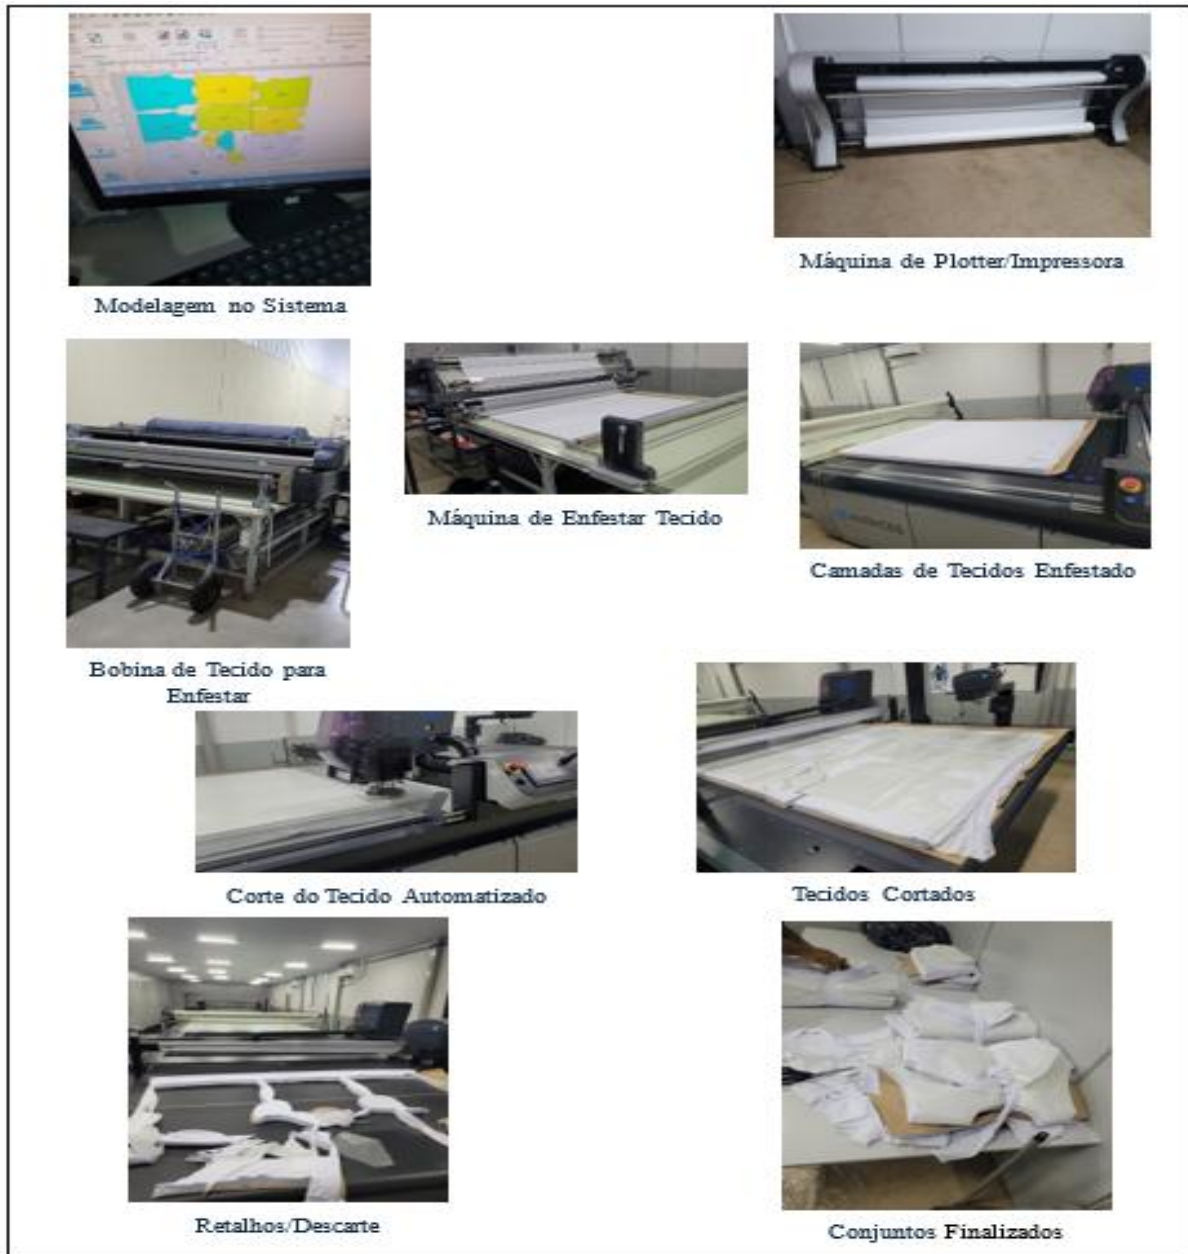 Modelagem no Sistema
Máquina de Plotter/Impressora
Bobina de Tecido para
Enfestar
Máquina de Enfestar Tecido
Camadas de Tecidos Enfestado
Corte do Tecido Automatizado
Tecidos Cortados
Retalhos/Descarte
Conjuntos Finalizados